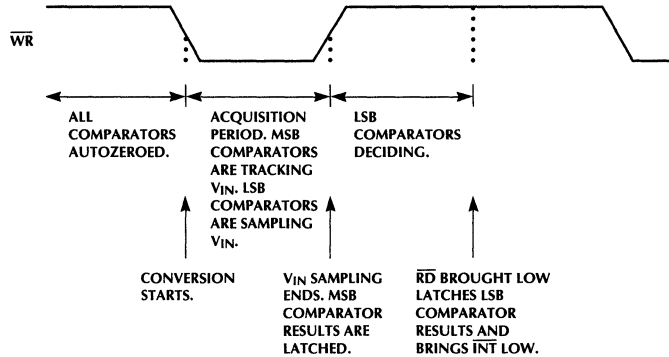 WR
ALL
COMPARATORS
AUTOZEROED.
ACQUISITION
PERIOD. MSB
COMPARATORS
ARE TRACKING
VIN. LSB
COMPARATORS
ARE SAMPLING
VIN.
LSB
COMPARATORS
DECIDING.
CONVERSION
STARTS.
VIN SAMPLING
ENDS. MSB
COMPARATOR
RESULTS ARE
LATCHED.
RD BROUGHT LOW
LATCHES LSB
COMPARATOR
RESULTS AND
BRINGS INT LOW.